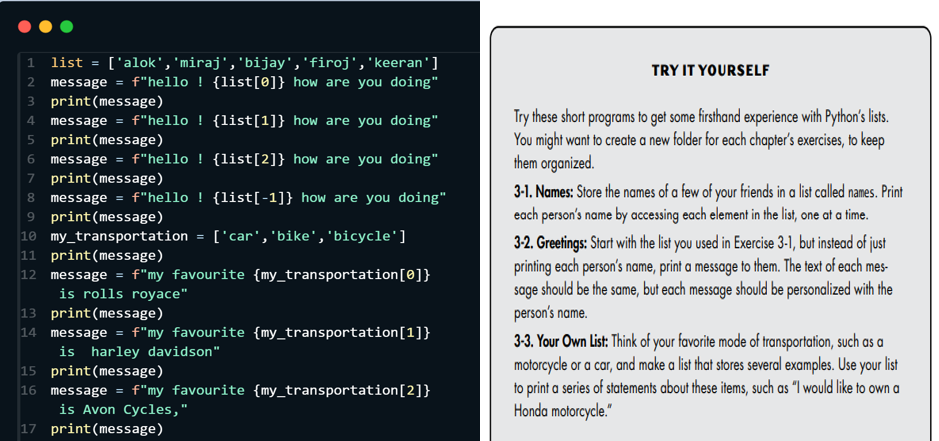 1 list = ['alok','miraj','bijay','firoj','keeran']
2 message = f"hello ! {list[0]} how are you doing"
3 print(message)
4 message = f"hello ! {list[1]} how are you doing"
5 print(message)
6 message = f"hello ! {list[2]} how are you doing"
7 print(message)
8 message = f"hello ! {list[-1]} how are you doing"
9 print(message)
10 my_transportation = ['car','bike','bicycle']
11 print(message)
12 message = f"my favourite {my_transportation[0]}
is rolls royace"
13 print(message)
14 message = f"my favourite {my_transportation[1]}
is  harley davidson"
15 print(message)
16 message = f"my favourite {my_transportation[2]}
is Avon Cycles,"
17 print(message)
TRY IT YOURSELF
Try these short programs to get some firsthand experience with Python's lists.
You might want to create a new folder for each chapter's exercises, to keep
them organized.
3-1. Names: Store the names of a few of your friends in a list called names. Print
each person's name by accessing each element in the list, one at a time.
3-2. Greetings: Start with the list you used in Exercise 3-1, but instead of just
printing each person's name, print a message to them. The text of each mes-
sage should be the same, but each message should be personalized with the
person's name.
3-3. Your Own List: Think of your favorite mode of transportation, such as a
motorcycle or a car, and make a list that stores several examples. Use your list
to print a series of statements about these items, such as “I would like to own a
Honda motorcycle.”